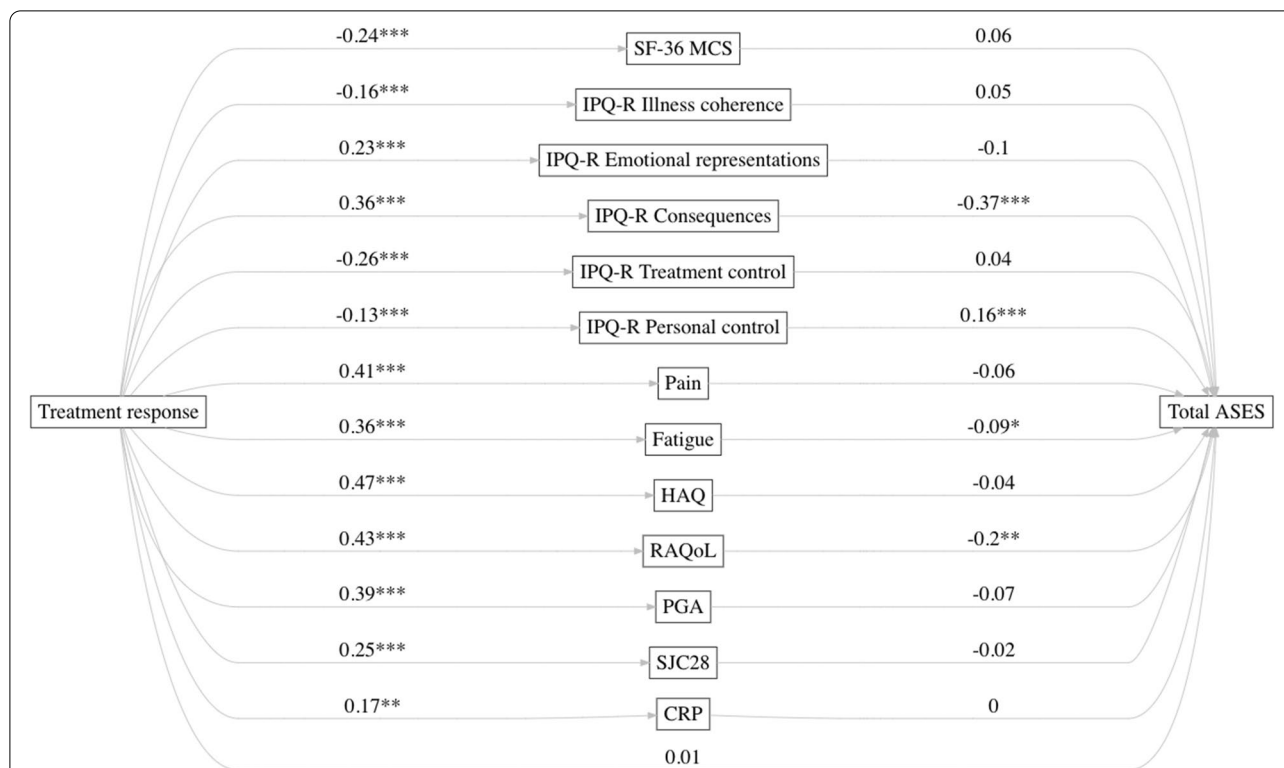 -0.24*** SF-36 MCS 0.06
-0.16*** IPQ-R Illness coherence 0.05
0.23*** IPQ-R Emotional representations -0.1
0.36*** IPQ-R Consequences -0.37***
-0.26*** IPQ-R Treatment control 0.04
-0.13*** IPQ-R Personal control 0.16***
0.41*** Pain -0.06
Treatment response Total ASES
0.36*** Fatigue -0.09*
0.47*** HAQ -0.04
0.43*** RAQoL -0.2**
0.39*** PGA -0.07
0.25*** SJC28 -0.02
0.17** CRP 0
0.01